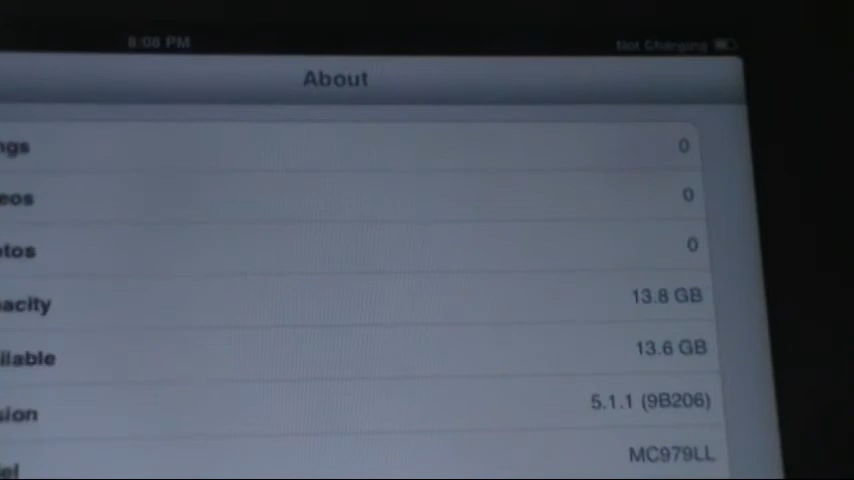 8:08 PM Not Charging
About
ngs 0
eos 0
otos 0
acity 13.8 GB
ilable 13.6 GB
sion 5.1.1 (9B206)
el MC979LL